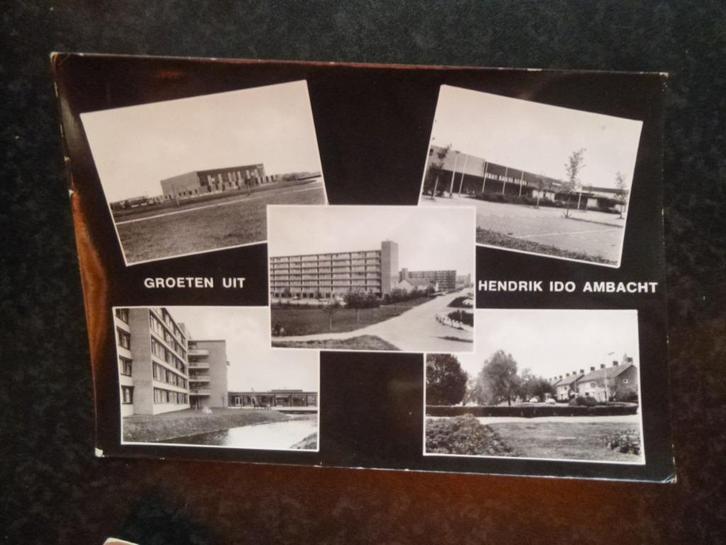 GROETEN UIT
HENDRIK IDO AMBACHT